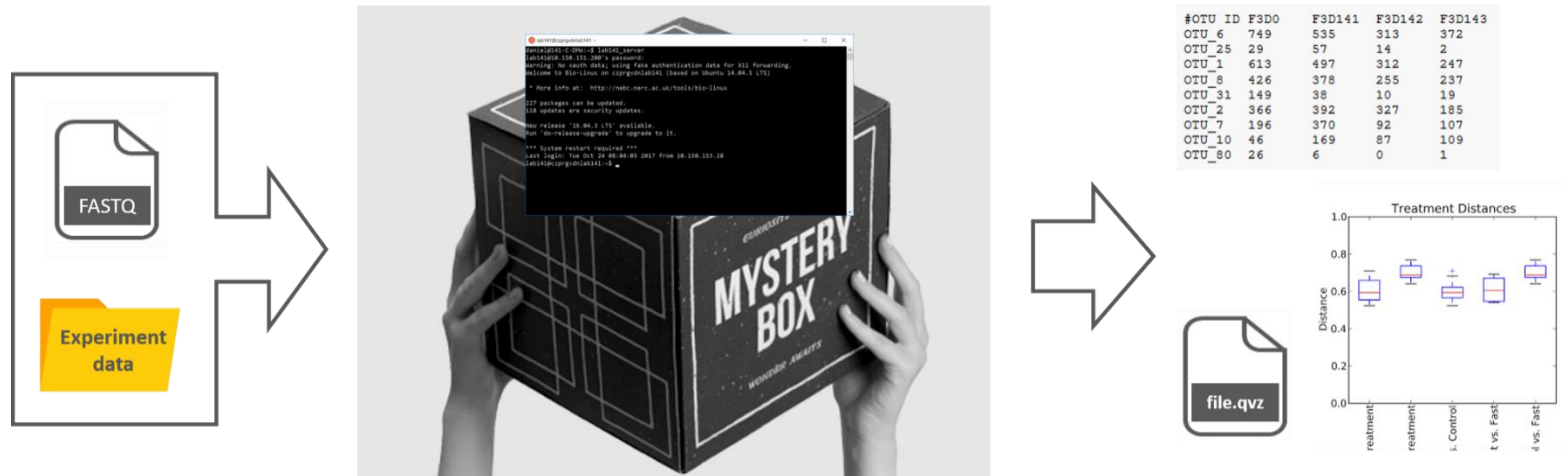 FASTQ
Experiment
data
lab141@czprgvdnlab141: ~
daniel@141-C-DMo:~$ lab141_server
lab141@10.150.151.200's password:
Warning: No xauth data; using fake authentication data for X11 forwarding.
Welcome to Bio-Linux on czprgvdnlab141 (based on Ubuntu 14.04.5 LTS)
* More info at: http://nebc.nerc.ac.uk/tools/bio-linux
227 packages can be updated.
118 updates are security updates.
New release '16.04.3 LTS' available.
Run 'do-release-upgrade' to upgrade to it.
*** System restart required ***
Last login: Tue Oct 24 08:04:03 2017 from 10.150.153.28
lab141@czprgvdnlab141:~$
MYSTERY
BOX
WONDER AWAITS
#OTU ID F3D0 F3D141 F3D142 F3D143
OTU_6 749 535 313 372
OTU_25 29 57 14 2
OTU_1 613 497 312 247
OTU_8 426 378 255 237
OTU_31 149 38 10 19
OTU_2 366 392 327 185
OTU_7 196 370 92 107
OTU_10 46 169 87 109
OTU_80 26 6 0 1
file.qvz
Treatment Distances
Distance
1.0
0.8
0.6
0.4
0.2
0.0
reatment
reatment
s. Control
t vs. Fast
l vs. Fast